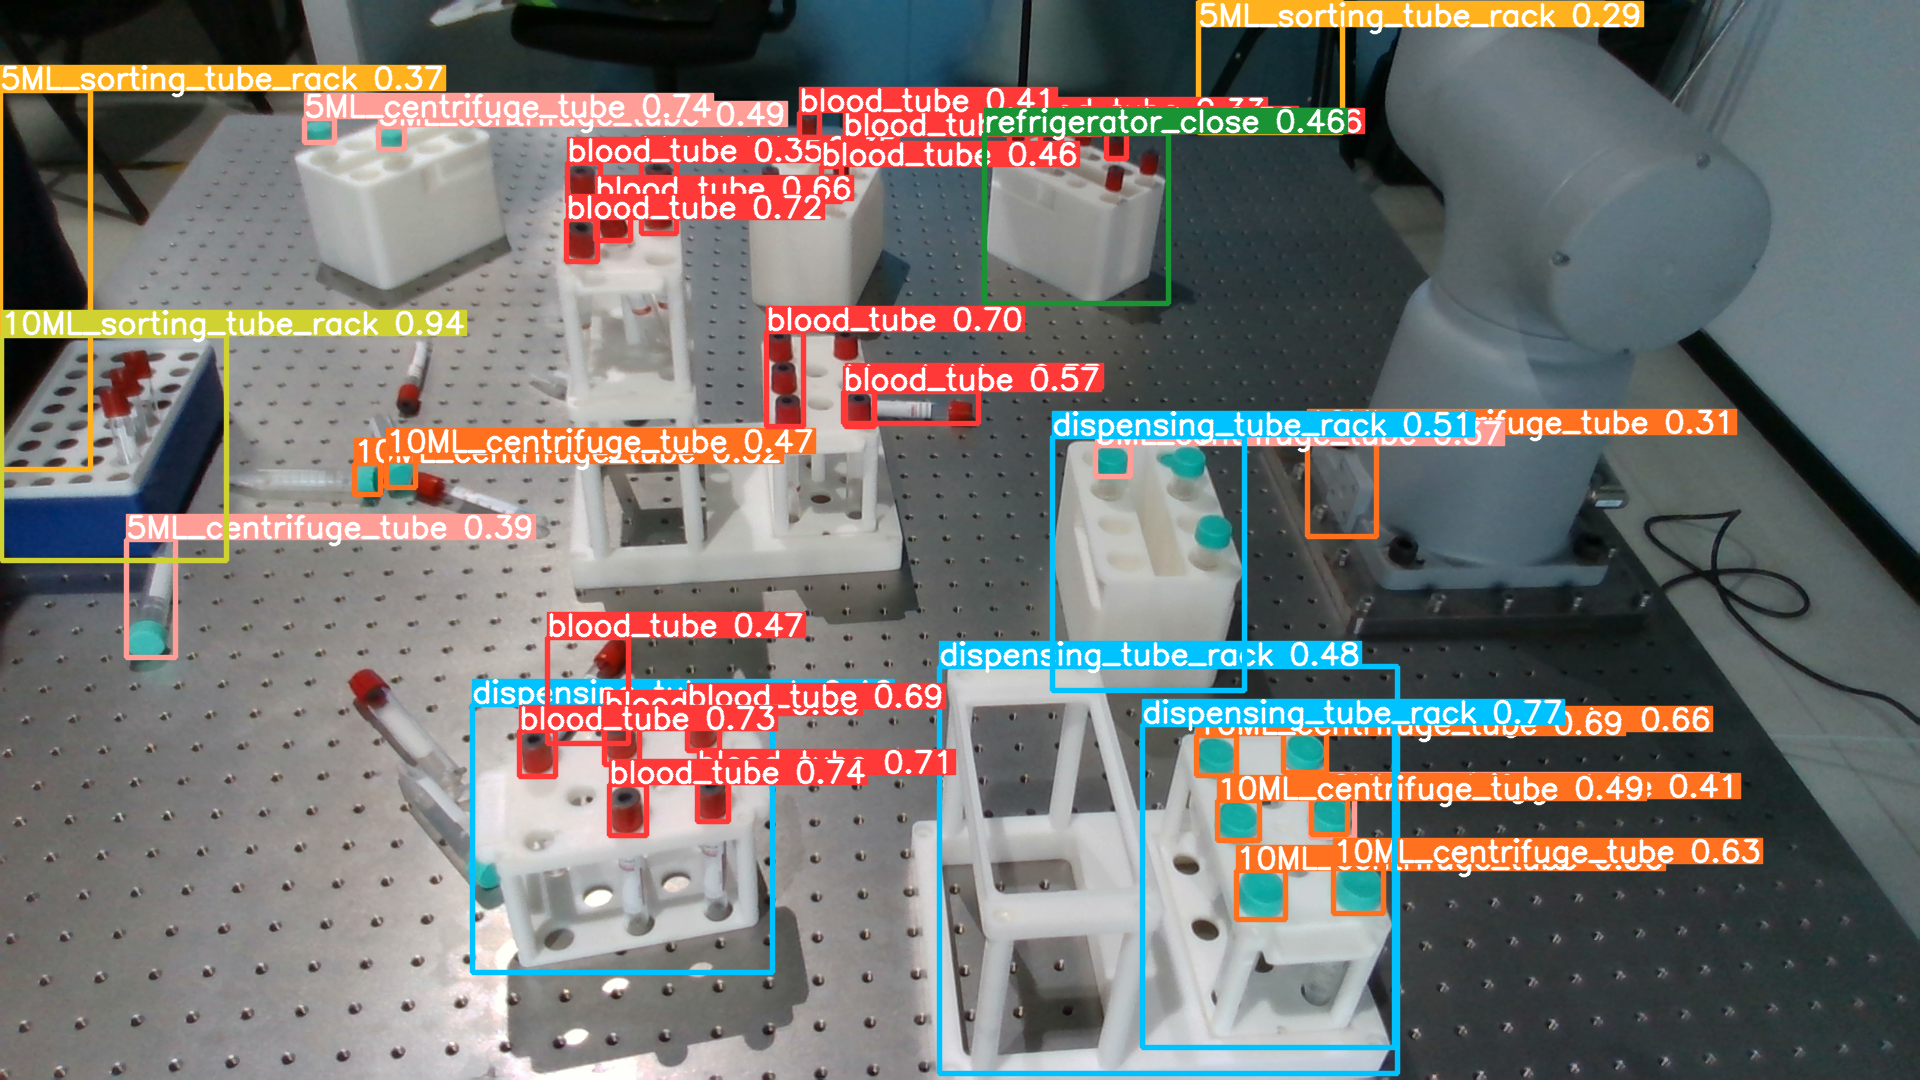 5ML_sorting_tube_rack 0.29
5ML_sorting_tube_rack 0.37
5ML_centrifuge_tube 0.74
0.49
blood_tube 0.41
refrigerator_close 0.46
blood_tube 0.35
blood_tube 0.46
blood_tube 0.66
blood_tube 0.72
10ML_sorting_tube_rack 0.94
blood_tube 0.70
blood_tube 0.57
dispensing_tube_rack 0.51
0.31
10ML_centrifuge_tube 0.47
5ML_centrifuge_tube 0.39
blood_tube 0.47
dispensing_tube_rack 0.48
blood_tube 0.69
blood_tube 0.73
dispensing_tube_rack 0.77
0.69
0.66
blood_tube 0.74
0.71
10ML_centrifuge_tube 0.49
0.41
10ML_centrifuge_tube 0.63